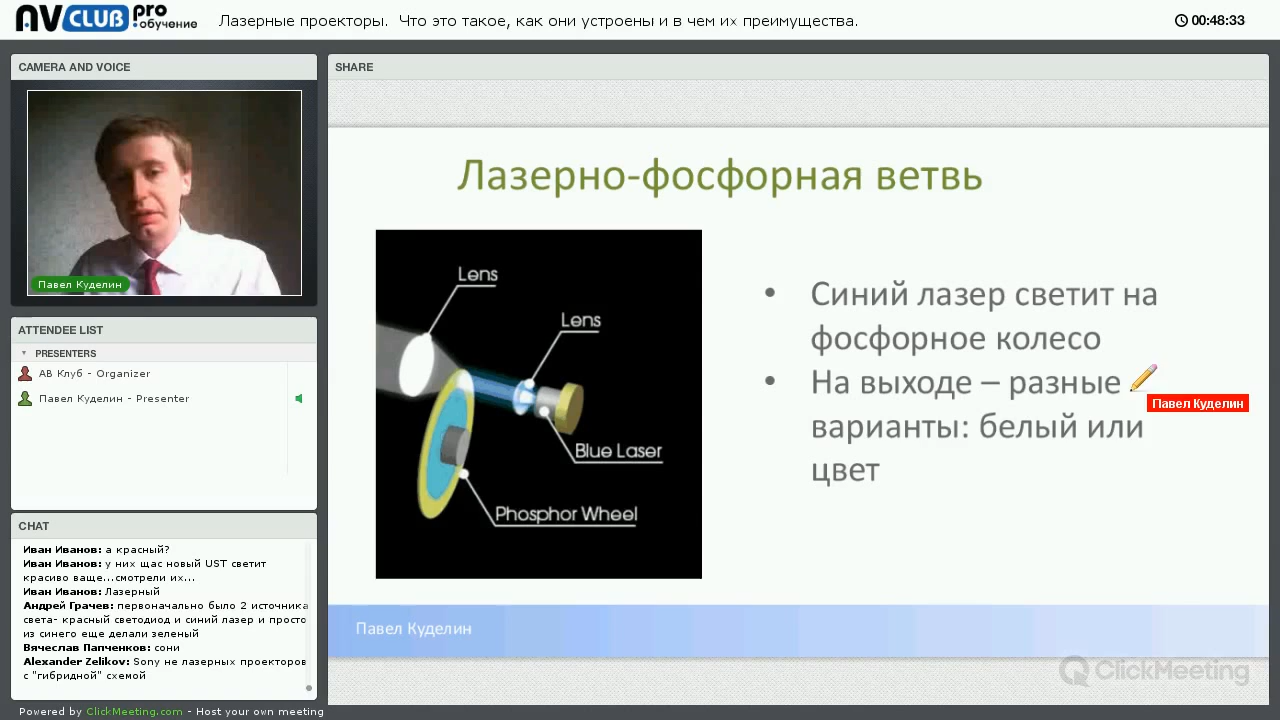 AVCLUBpro
:обучение
Лазерные проекторы. Что это такое, как они устроены и в чем их преимущества.
00:48:33
CAMERA AND VOICE
Павел Куделин
ATTENDEE LIST
PRESENTERS
АВ Клуб - Organizer
Павел Куделин - Presenter
CHAT
Иван Иванов: а красный?
Иван Иванов: у них щас новый UST светит
красиво ваще...смотрели их...
Иван Иванов: Лазерный
Андрей Грачев: первоначально было 2 источника
света- красный светодиод и синий лазер и просто
из синего еще делали зеленый
Вячеслав Папченков: сони
Alexander Zelikov: Sony не лазерных проекторов
с "гибридной" схемой
Powered by ClickMeeting.com - Host your own meeting
SHARE
Лазерно-фосфорная ветвь
Lens
Lens
Blue Laser
Phosphor Wheel
• Синий лазер светит на
фосфорное колесо
• На выходе – разные
варианты: белый или
цвет
Павел Куделин
Павел Куделин
ClickMeeting